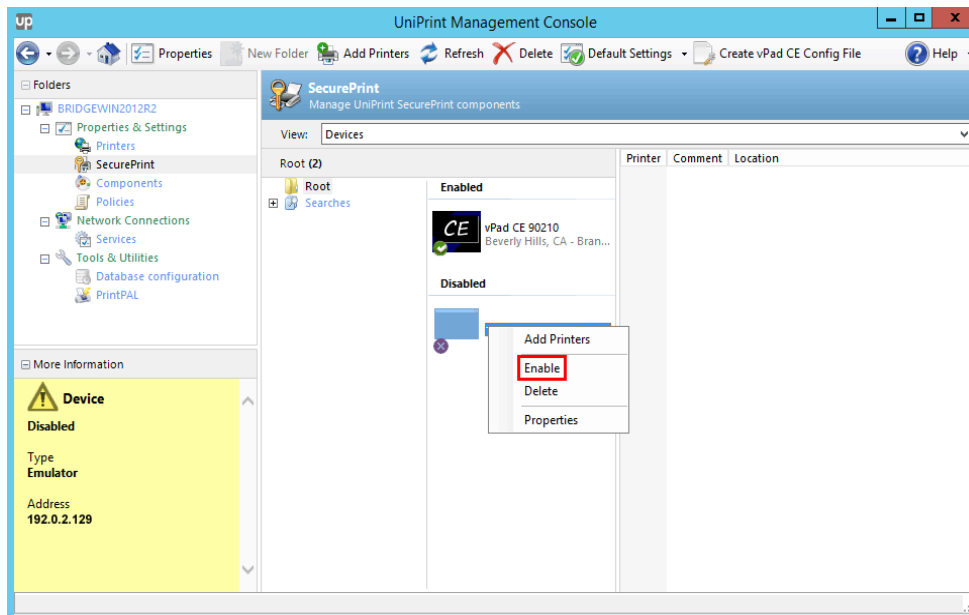 up
UniPrint Management Console
Properties New Folder Add Printers Refresh Delete Default Settings Create vPad CE Config File Help
Folders
BRIDGEWIN2012R2
Properties & Settings
Printers
SecurePrint
Components
Policies
Network Connections
Services
Tools & Utilities
Database configuration
PrintPAL
More Information
Device
Disabled
Type
Emulator
Address
192.0.2.129
SecurePrint
Manage UniPrint SecurePrint components
View: Devices
Root (2)
Root
Searches
Enabled
CE
vPad CE 90210
Beverly Hills, CA - Bran...
Disabled
Add Printers
Enable
Delete
Properties
Printer Comment Location